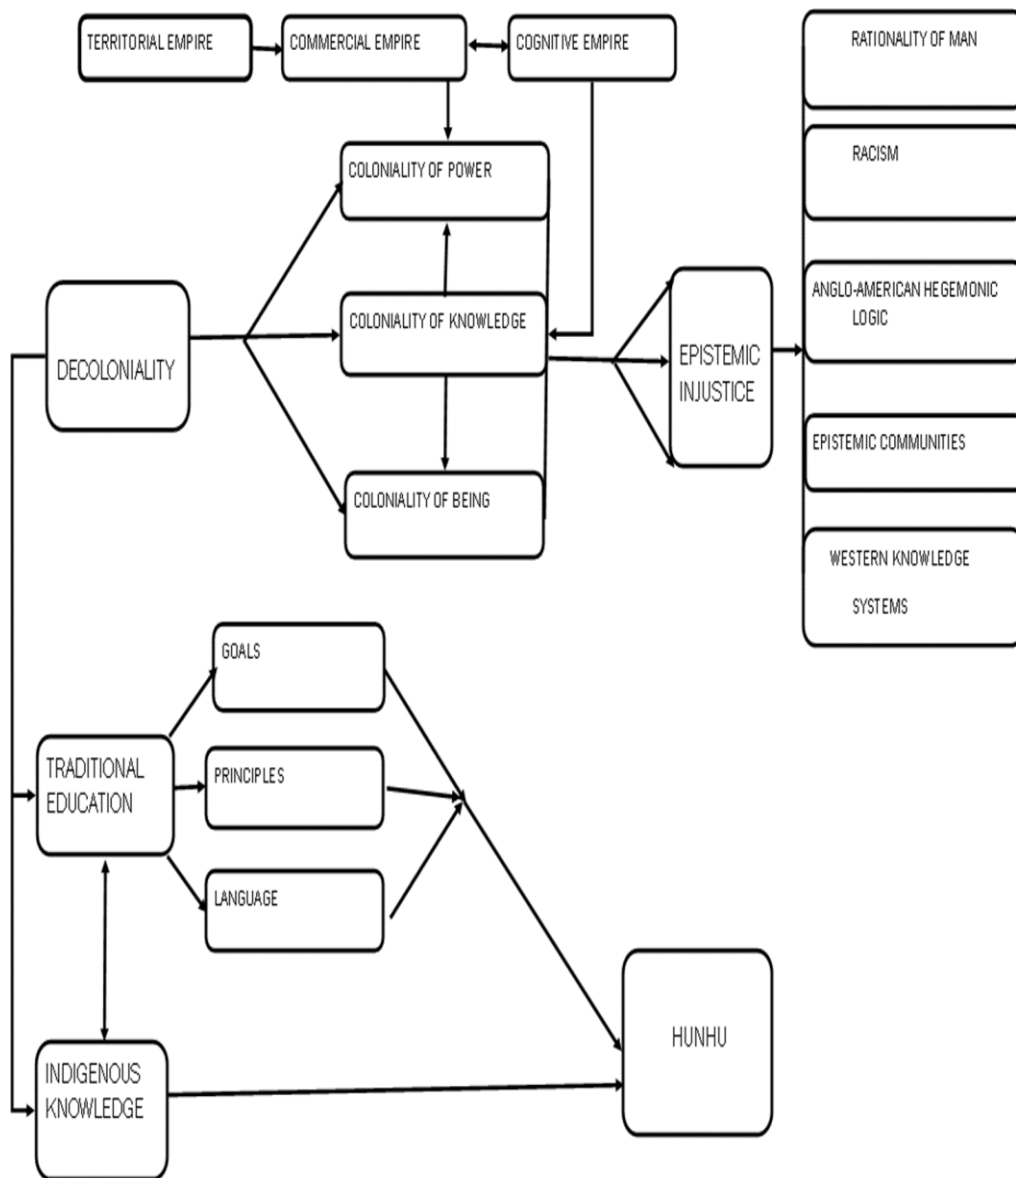 TERRITORIAL EMPIRE
COMMERCIAL EMPIRE
COGNITIVE EMPIRE
RATIONALITY OF MAN
RACISM
COLONIALITY OF POWER
ANGLO-AMERICAN HEGEMONIC
LOGIC
COLONIALITY OF KNOWLEDGE
DECOLONIALITY
EPISTEMIC
INJUSTICE
EPISTEMIC COMMUNITIES
COLONIALITY OF BEING
WESTERN KNOWLEDGE
SYSTEMS
GOALS
TRADITIONAL
EDUCATION
PRINCIPLES
LANGUAGE
HUNHU
INDIGENOUS
KNOWLEDGE